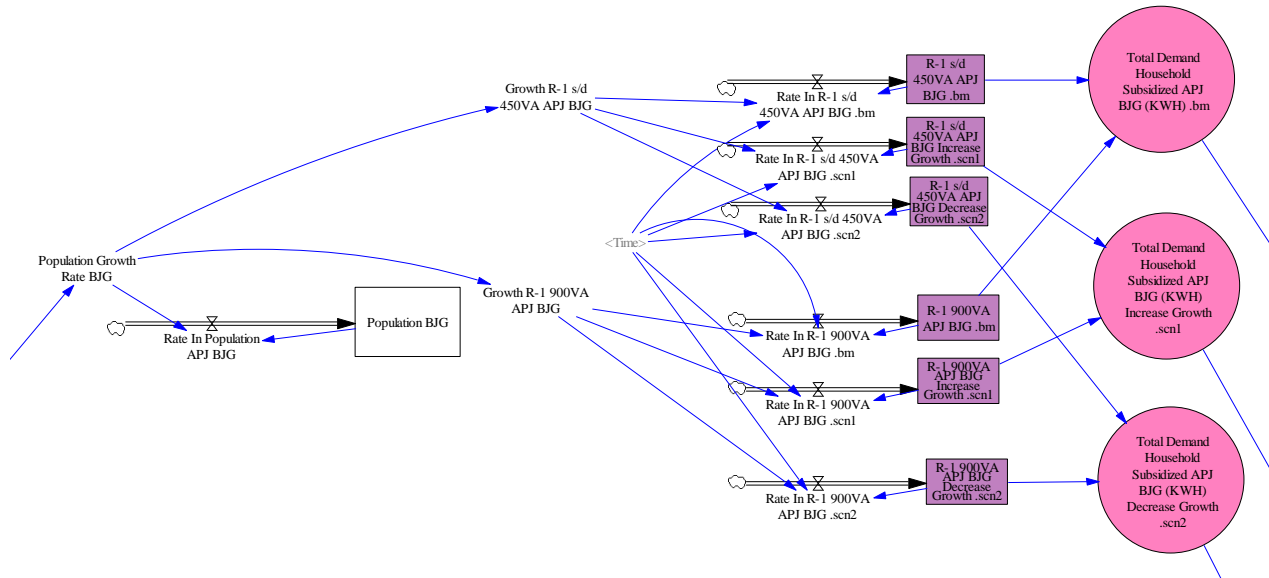 Total Demand
Household
Subsidized APJ
BJG (KWH) .bm
R-1 s/d
450VA APJ
BJG .bm
Growth R-1 s/d
450VA APJ BJG
Rate In R-1 s/d
450VA APJ BJG .bm
R-1 s/d
450VA APJ
BJG Increase
Growth .scn1
Rate In R-1 s/d 450VA
APJ BJG .scn1
R-1 s/d
450VA APJ
BJG Decrease
Growth .scn2
Rate In R-1 s/d 450VA
APJ BJG .scn2
<Time>
Population Growth
Rate BJG
Total Demand
Household
Subsidized APJ
BJG (KWH)
Increase Growth
.scn1
Growth R-1 900VA
APJ BJG
Population BJG
Rate In Population
APJ BJG
R-1 900VA
APJ BJG .bm
Rate In R-1 900VA
APJ BJG .bm
R-1 900VA
APJ BJG
Increase
Growth .scn1
Rate In R-1 900VA
APJ BJG .scn1
Total Demand
Household
Subsidized APJ
BJG (KWH)
Decrease Growth
.scn2
R-1 900VA
APJ BJG
Decrease
Growth .scn2
Rate In R-1 900VA
APJ BJG .scn2